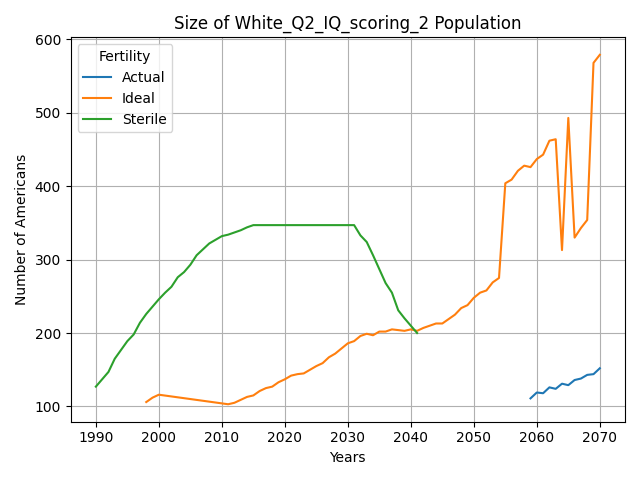 Size of White_Q2_IQ_scoring_2 Population
Fertility
Actual
Ideal
Sterile
Number of Americans
600
500
400
300
200
100
1990 2000 2010 2020 2030 2040 2050 2060 2070
Years